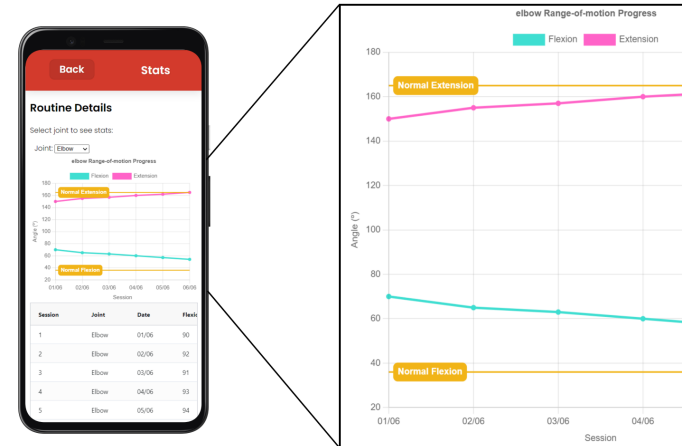 Back Stats
Routine Details
Select joint to see stats:
Joint: Elbow
elbow Range-of-motion Progress
Flexion Extension
180
160
140
120
100
80
60
40
20
Angle (°)
Normal Extension
Normal Flexion
01/06 02/06 03/06 04/06 05/06 06/06
Session
Session Joint Date Flexic
1 Elbow 01/06 90
2 Elbow 02/06 92
3 Elbow 03/06 91
4 Elbow 04/06 93
5 Elbow 05/06 94
elbow Range-of-motion Progress
Flexion Extension
180
160
140
120
100
80
60
40
20
Angle (°)
Normal Extension
Normal Flexion
01/06 02/06 03/06 04/06
Session